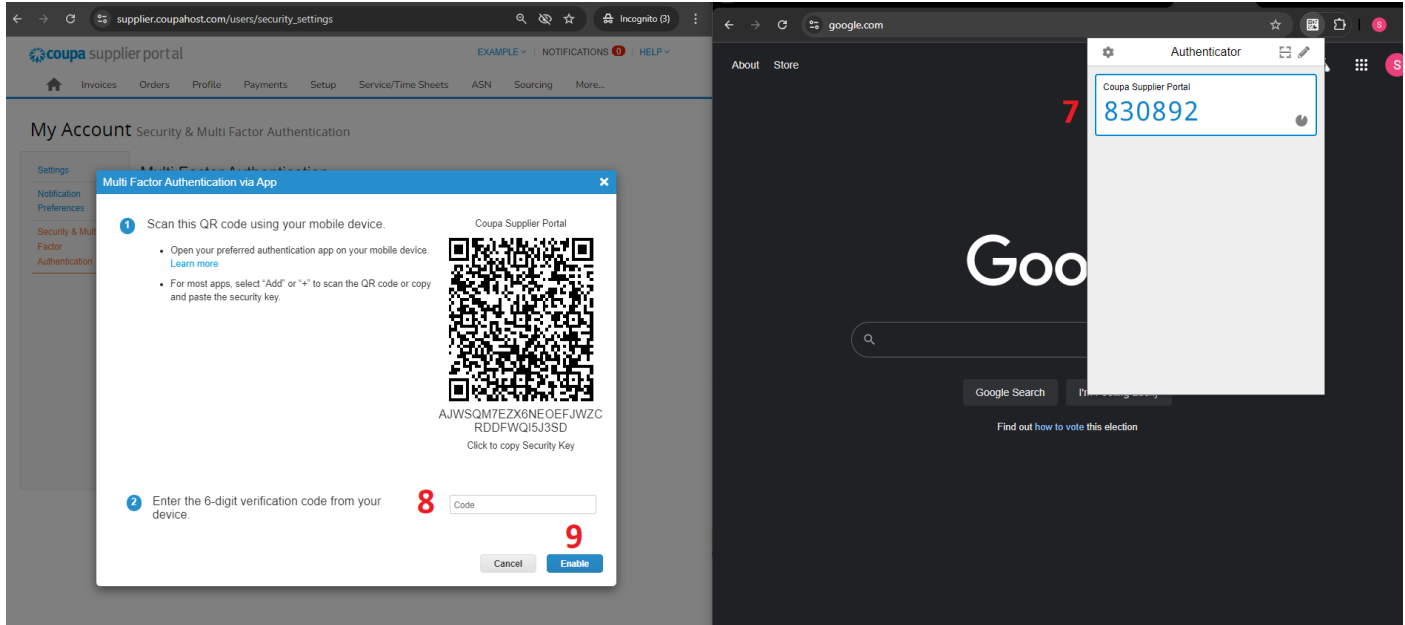 supplier.coupahost.com/users/security_settings
Incognito (3)
coupa supplier portal
EXAMPLE
NOTIFICATIONS 0
HELP
Invoices Orders Profile Payments Setup Service/Time Sheets ASN Sourcing More...
My Account Security & Multi Factor Authentication
Settings
Notification
Preferences
Security & Mult
Factor
Authentication
Multi Factor Authentication
Multi Factor Authentication via App
1 Scan this QR code using your mobile device.
• Open your preferred authentication app on your mobile device.
Learn more
• For most apps, select “Add” or “+” to scan the QR code or copy
and paste the security key.
Coupa Supplier Portal
AJWSQM7EZX6NEOEFJWZC
RDDFWQI5J3SD
Click to copy Security Key
2 Enter the 6-digit verification code from your
device.
8
Code
9
Cancel Enable
google.com
S
About Store
S
Authenticator
7
Coupa Supplier Portal
830892
Goo
Google Search
Find out how to vote this election